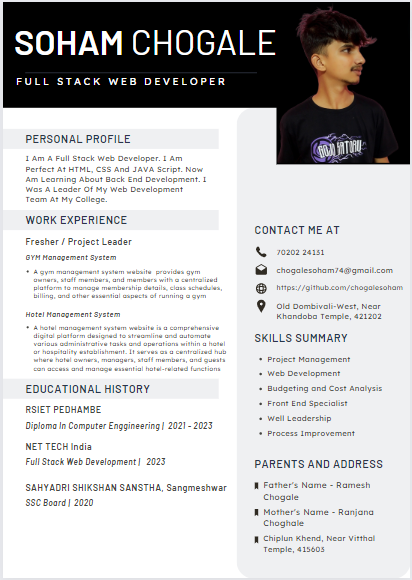 SOHAM CHOGALE
FULL STACK WEB DEVELOPER
PERSONAL PROFILE
I Am A Full Stack Web Developer. I Am
Perfect At HTML, CSS And JAVA Script. Now
Am Learning About Back End Development. I
Was A Leader Of My Web Development
Team At My College.
WORK EXPERIENCE
Fresher / Project Leader
GYM Management System
• A gym management system website provides gym
owners, staff members, and members with a centralized
platform to manage membership details, class schedules,
billing, and other essential aspects of running a gym
Hotel Management System
• A hotel management system website is a comprehensive
digital platform designed to streamline and automate
various administrative tasks and operations within a hotel
or hospitality establishment. It serves as a centralized hub
where hotel owners, managers, staff members, and guests
can access and manage essential hotel-related functions
EDUCATIONAL HISTORY
RSIET PEDHAMBE
Diploma In Computer Enggineering | 2021 - 2023
NET TECH India
Full Stack Web Development | 2023
SAHYADRI SHIKSHAN SANSTHA, Sangmeshwar
SSC Board | 2020
CONTACT ME AT
70202 24131
chogalesoham74@gmail.com
https://github.com/chogalesoham
Old Dombivali-West, Near
Khandoba Temple, 421202
SKILLS SUMMARY
• Project Management
• Web Development
• Budgeting and Cost Analysis
• Front End Specialist
• Well Leadership
• Process Improvement
PARENTS AND ADDRESS
Father's Name - Ramesh
Chogale
Mother's Name - Ranjana
Choghale
Chiplun Khend, Near Vitthal
Temple, 415603